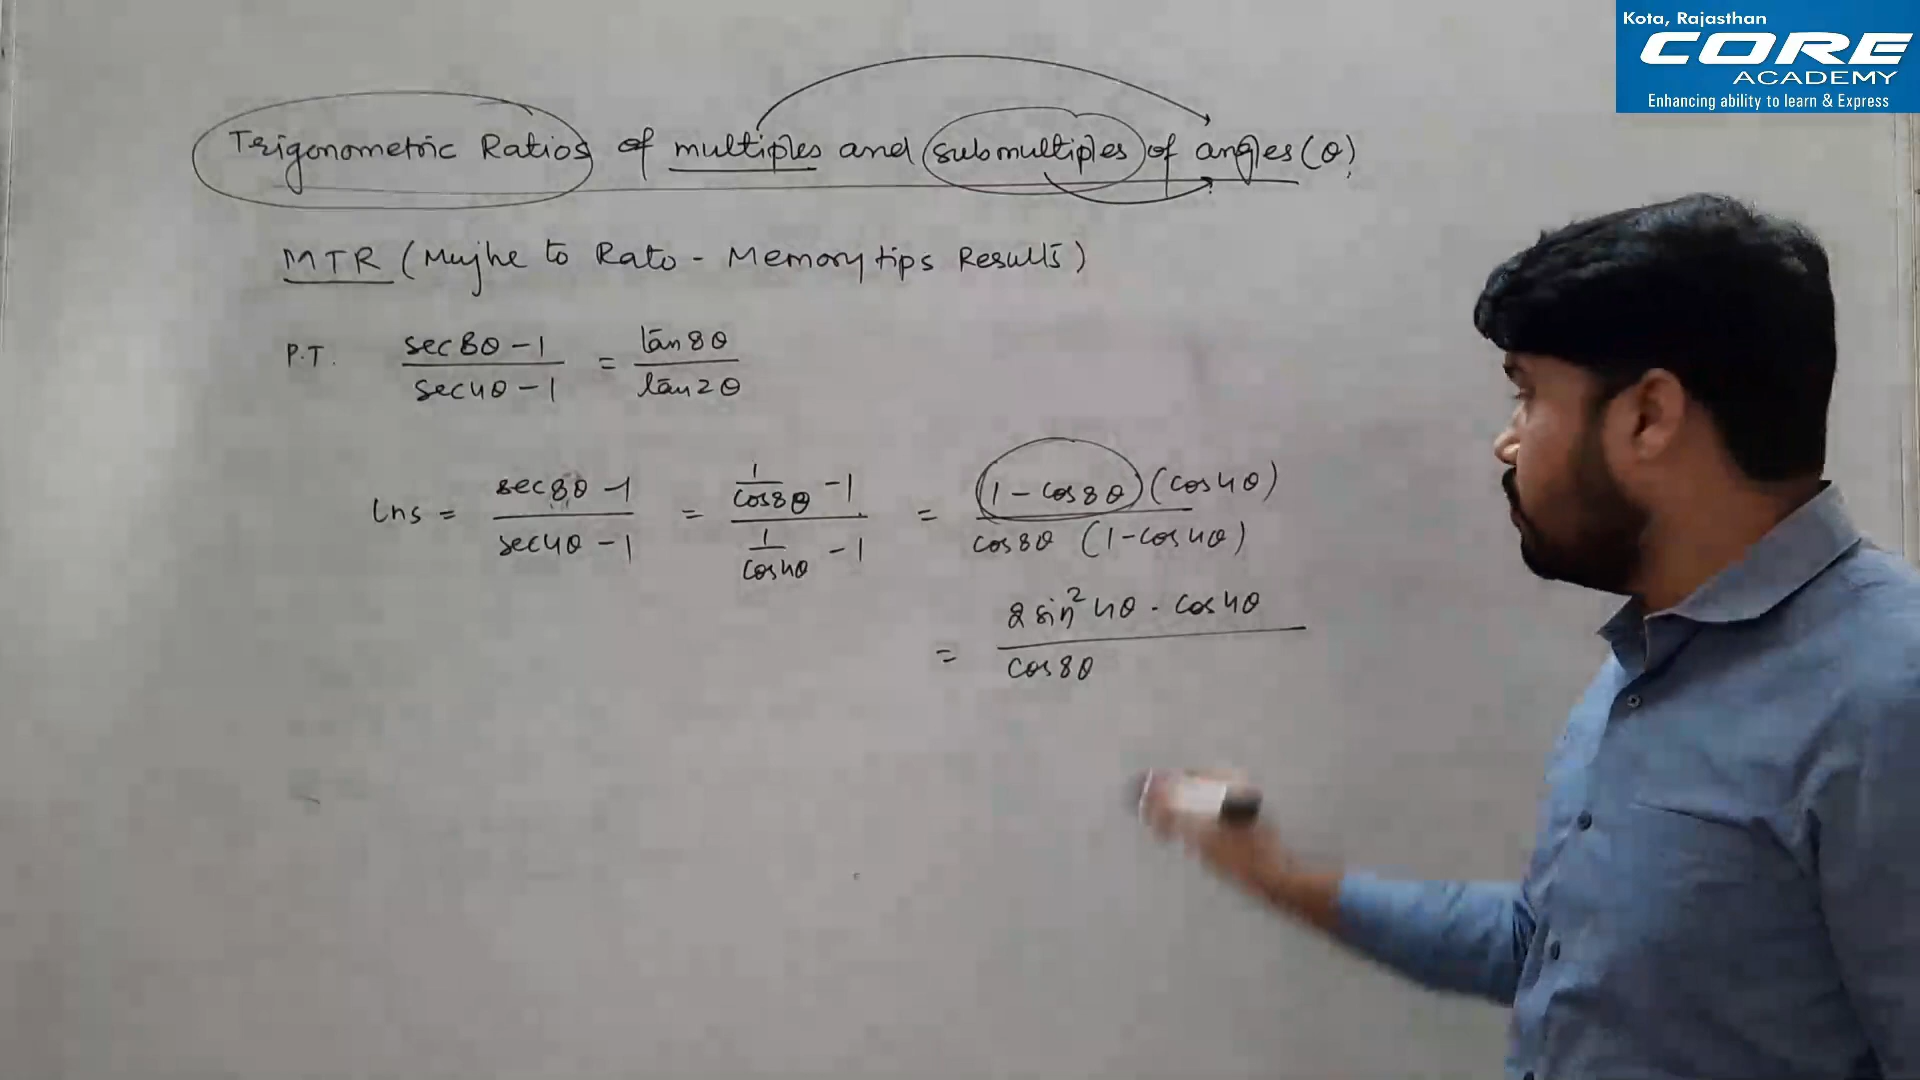 Kota, Rajasthan
CORE
ACADEMY
Enhancing ability to learn & Express
Trigonometric Ratios of multiples and submultiples of angles (θ)
MTR (Mujhe to Rato - Memory tips Results)
P.T. sec8θ - 1 / sec4θ - 1 = tan8θ / tan2θ
LHS = sec8θ - 1 / sec4θ - 1 = 1/cos8θ - 1 / 1/cos4θ - 1 = (1 - cos8θ)(cos4θ) / cos8θ (1 - cos4θ)
= 2 sin²4θ · cos4θ / cos8θ